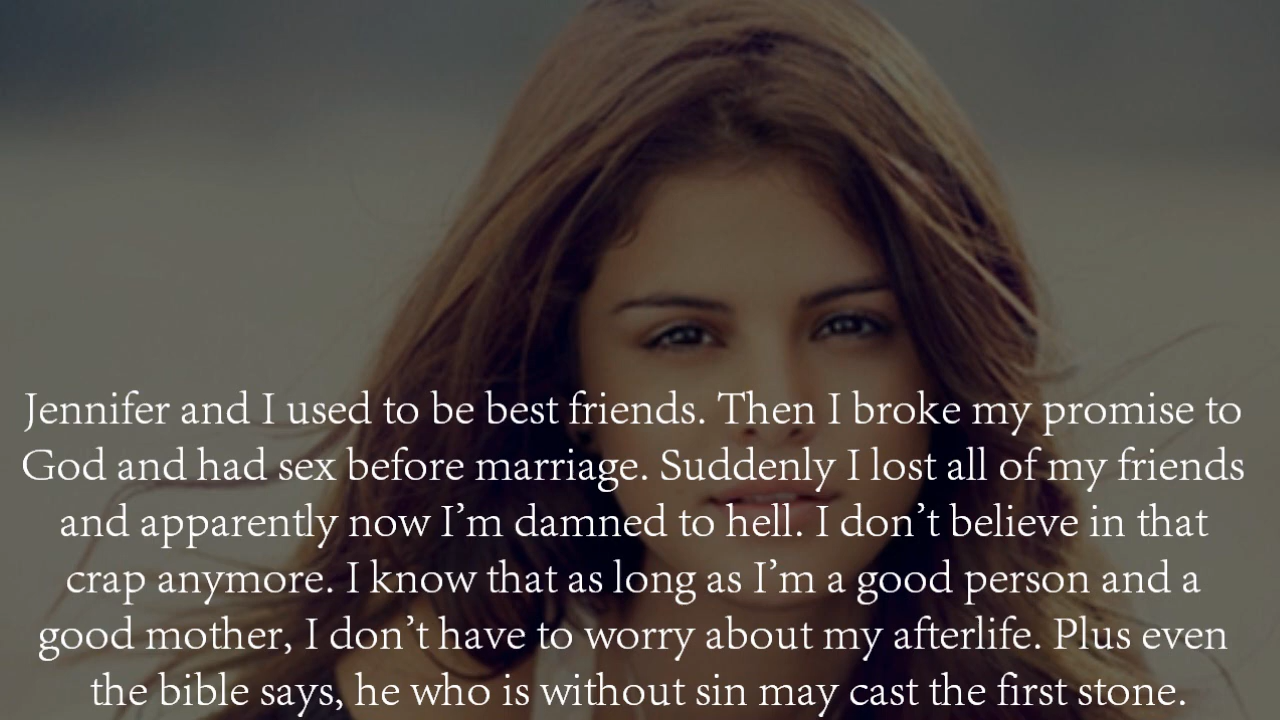 Jennifer and I used to be best friends. Then I broke my promise to
God and had sex before marriage. Suddenly I lost all of my friends
and apparently now I’m damned to hell. I don’t believe in that
crap anymore. I know that as long as I’m a good person and a
good mother, I don’t have to worry about my afterlife. Plus even
the bible says, he who is without sin may cast the first stone.